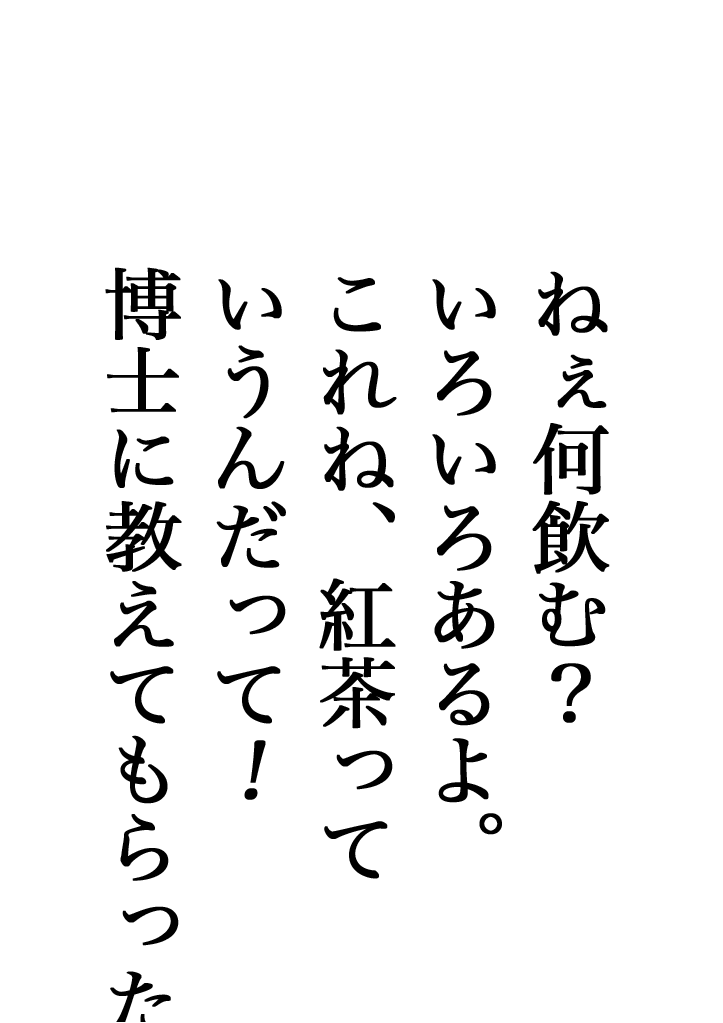 ねぇ何飲む？
いろいろあるよ。
これね、紅茶って
いうんだって！
博士に教えてもらった